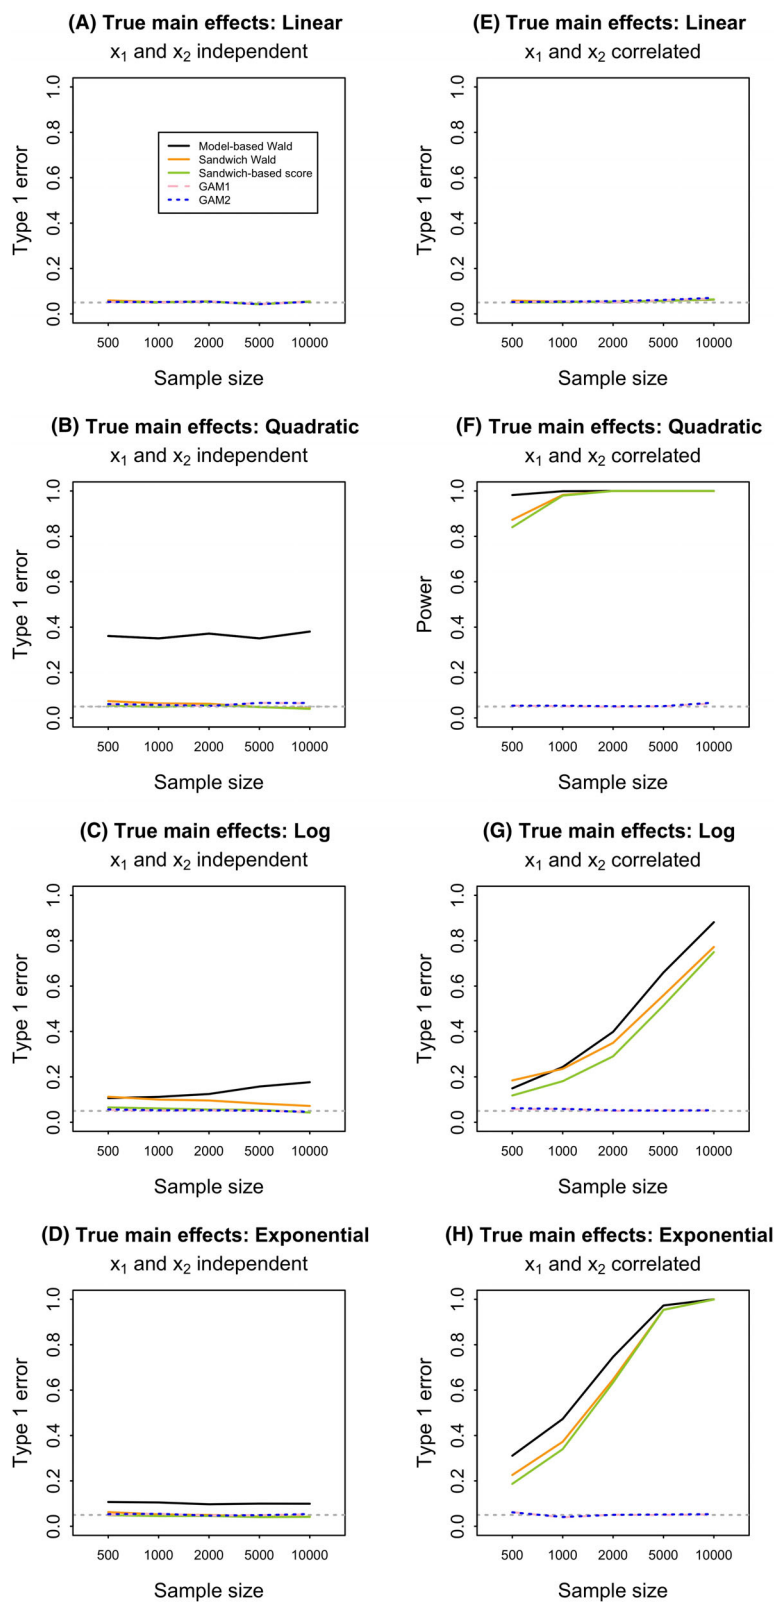 (A) True main effects: Linear
x1 and x2 independent
Type 1 error
0.0 0.2 0.4 0.6 0.8 1.0
Model-based Wald
Sandwich Wald
Sandwich-based score
GAM1
GAM2
500 1000 2000 5000 10000
Sample size
(E) True main effects: Linear
x1 and x2 correlated
Type 1 error
0.0 0.2 0.4 0.6 0.8 1.0
500 1000 2000 5000 10000
Sample size
(B) True main effects: Quadratic
x1 and x2 independent
Type 1 error
0.0 0.2 0.4 0.6 0.8 1.0
500 1000 2000 5000 10000
Sample size
(F) True main effects: Quadratic
x1 and x2 correlated
Power
0.0 0.2 0.4 0.6 0.8 1.0
500 1000 2000 5000 10000
Sample size
(C) True main effects: Log
x1 and x2 independent
Type 1 error
0.0 0.2 0.4 0.6 0.8 1.0
500 1000 2000 5000 10000
Sample size
(G) True main effects: Log
x1 and x2 correlated
Type 1 error
0.0 0.2 0.4 0.6 0.8 1.0
500 1000 2000 5000 10000
Sample size
(D) True main effects: Exponential
x1 and x2 independent
Type 1 error
0.0 0.2 0.4 0.6 0.8 1.0
500 1000 2000 5000 10000
Sample size
(H) True main effects: Exponential
x1 and x2 correlated
Type 1 error
0.0 0.2 0.4 0.6 0.8 1.0
500 1000 2000 5000 10000
Sample size